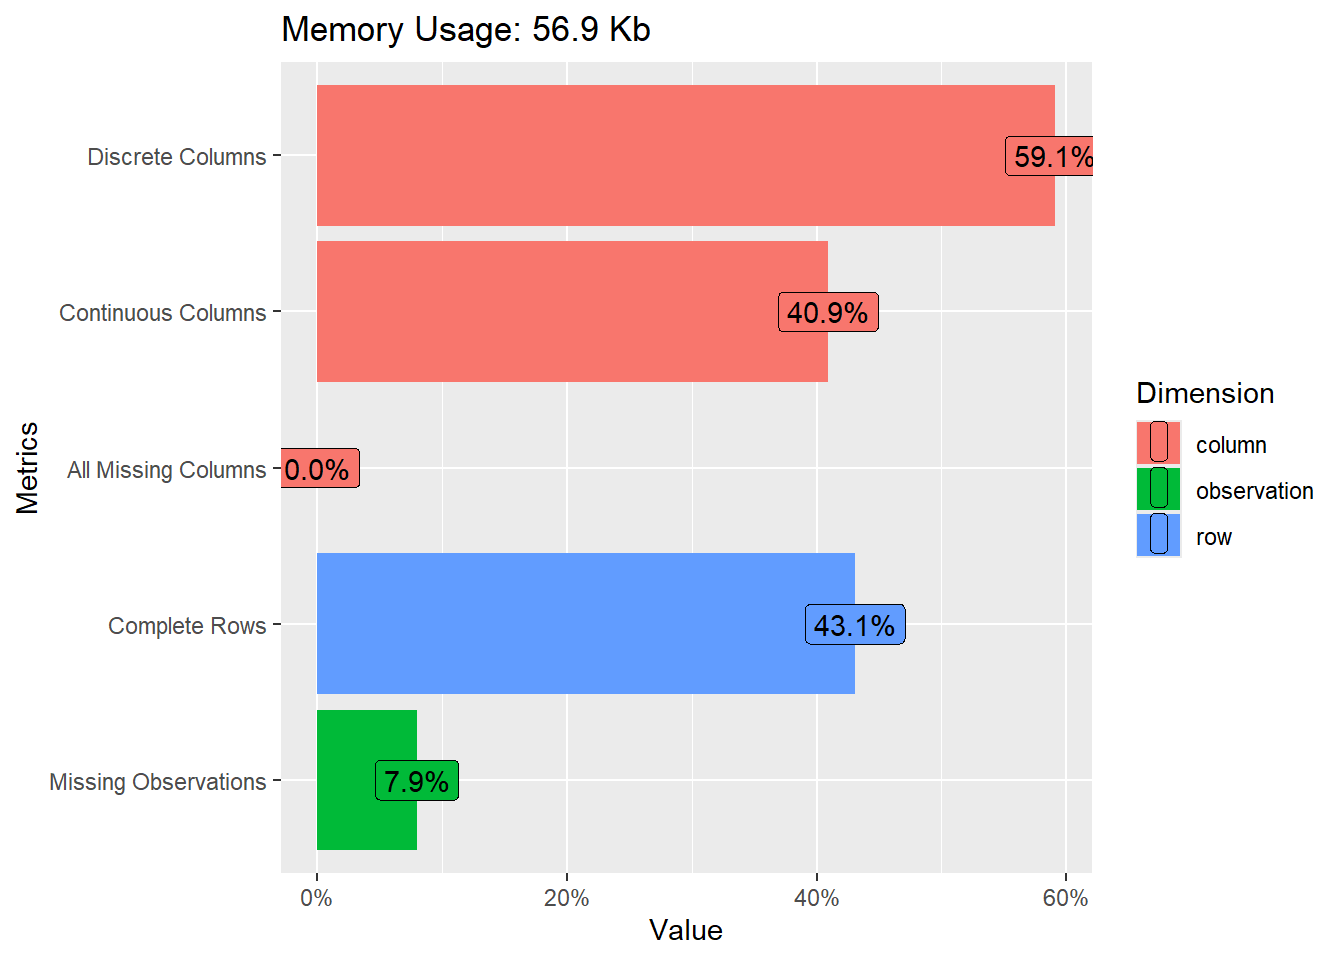 Memory Usage: 56.9 Kb
Discrete Columns
59.1%
Continuous Columns
40.9%
All Missing Columns
0.0%
Complete Rows
43.1%
Missing Observations
7.9%
Metrics
0%
20%
40%
60%
Value
Dimension
column
observation
row